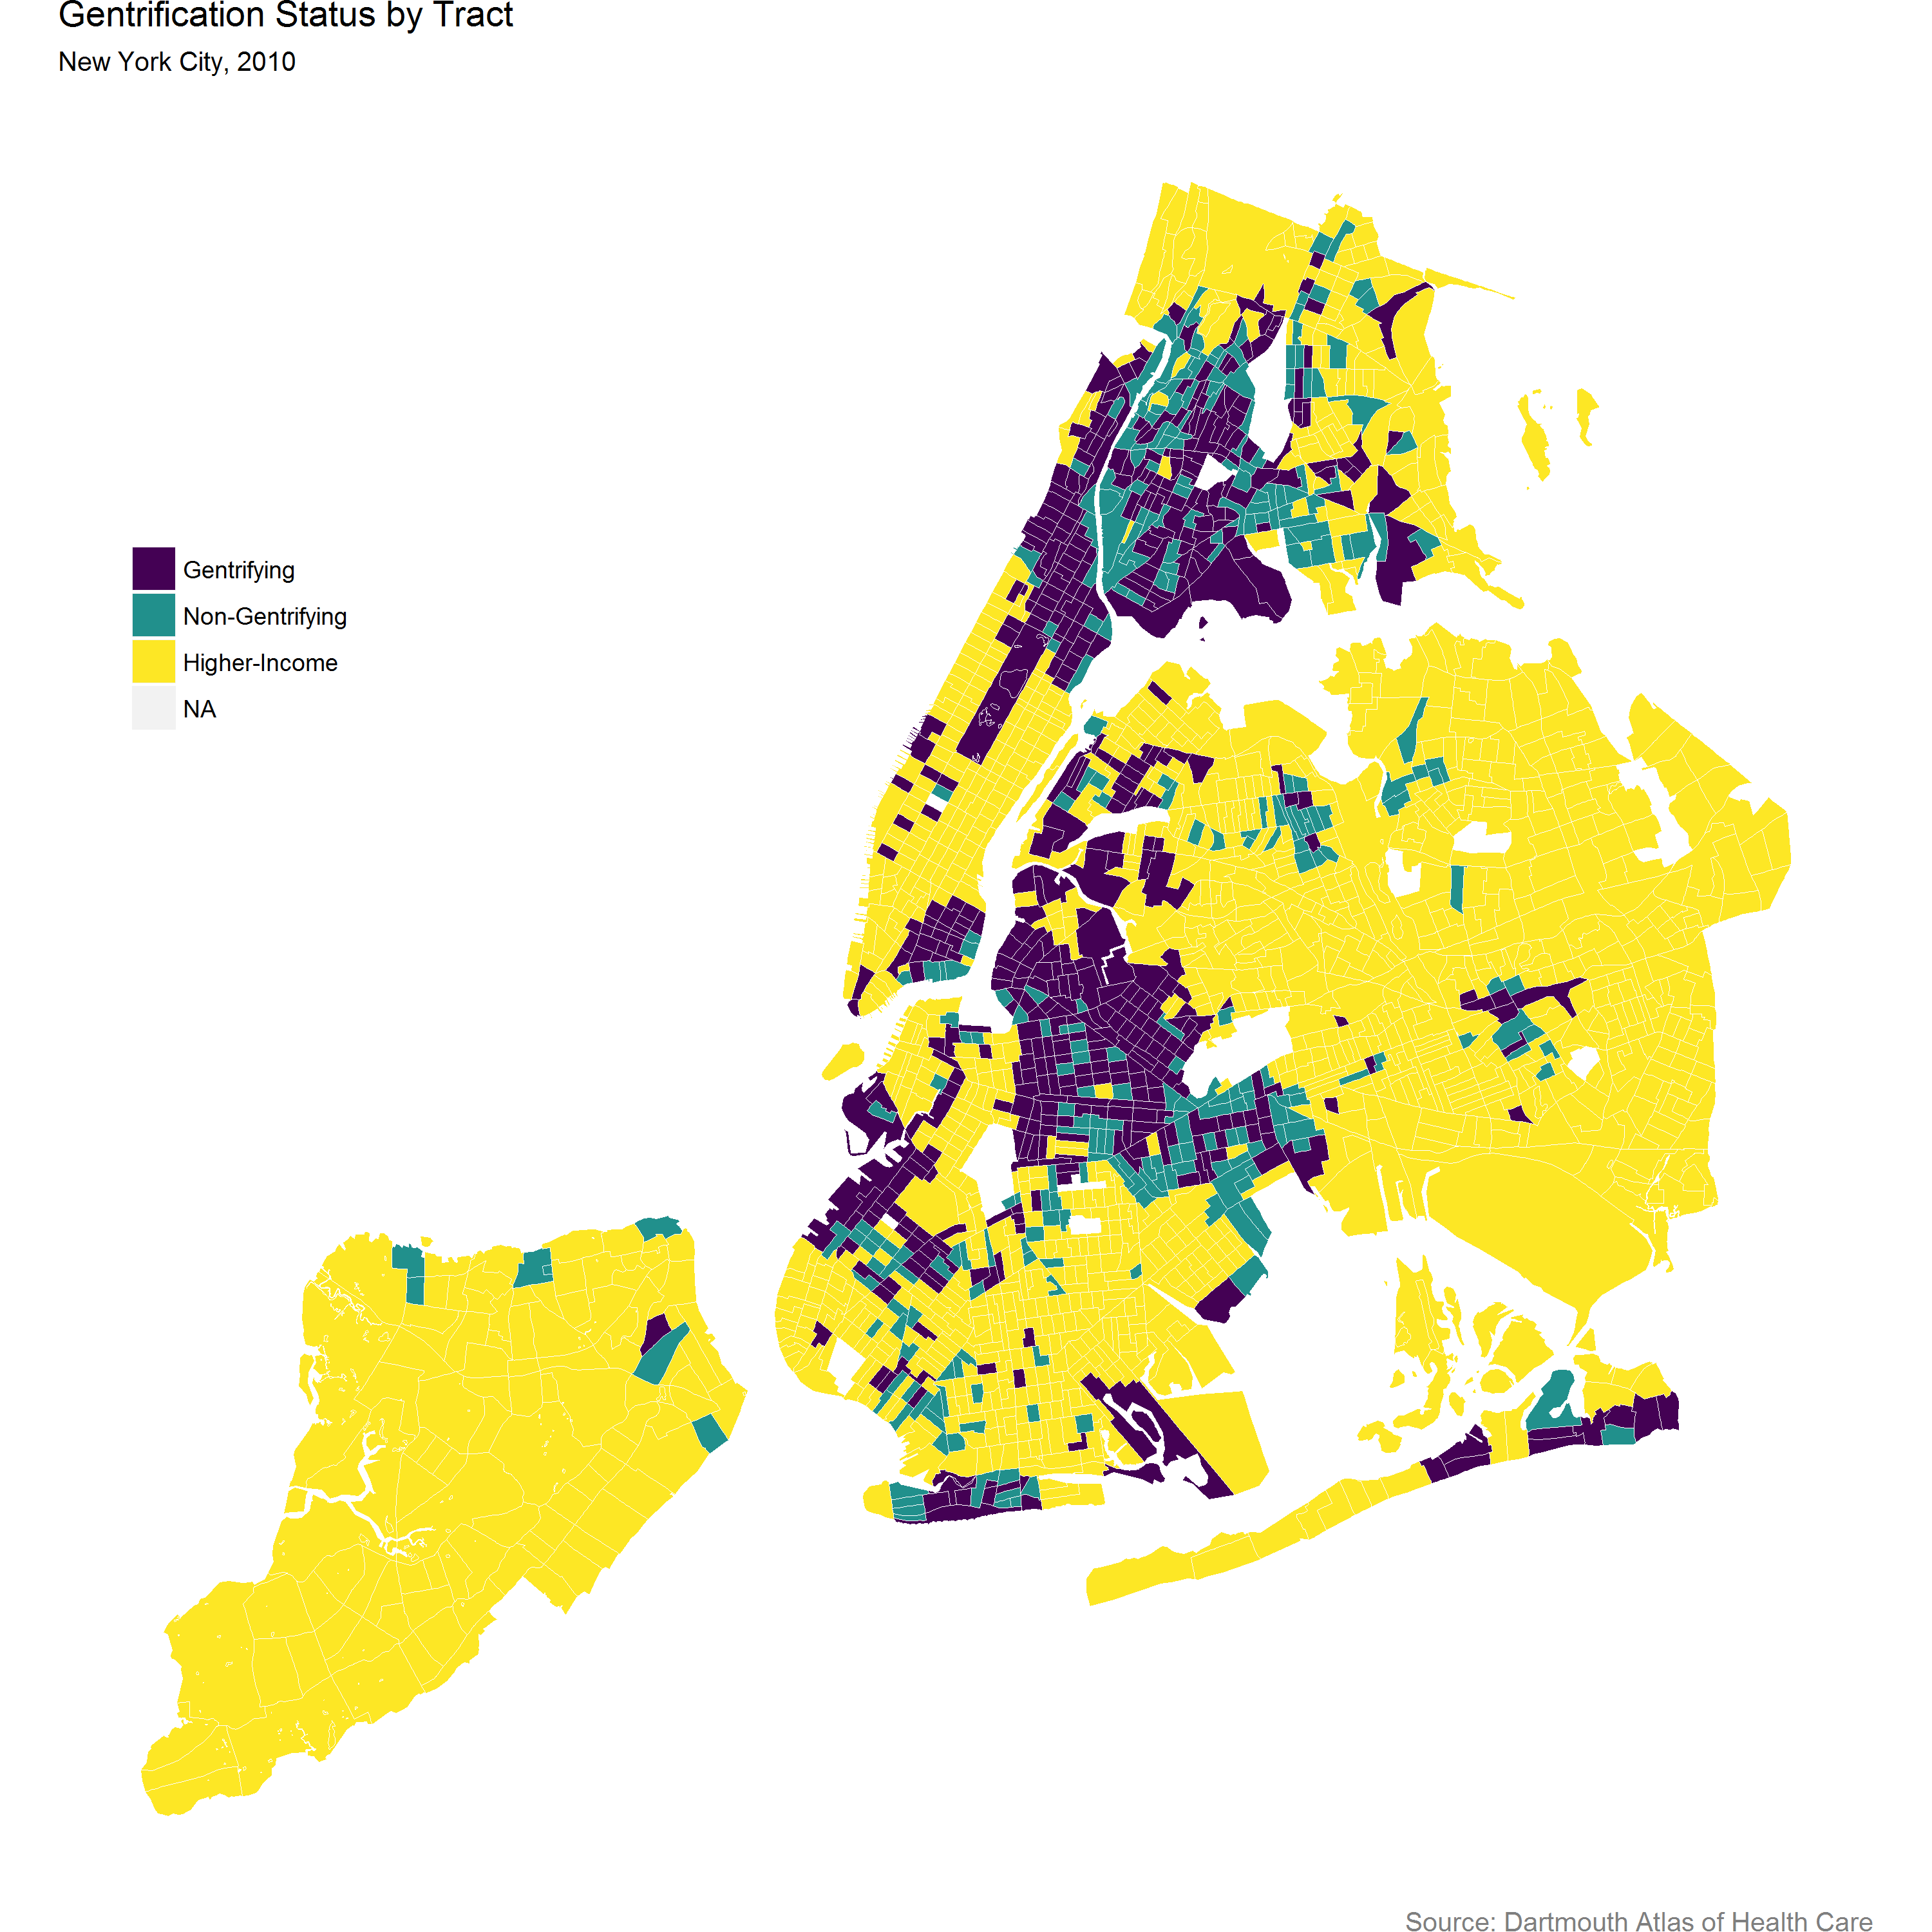 Gentrification Status by Tract
New York City, 2010
Gentrifying
Non-Gentrifying
Higher-Income
NA
Source: Dartmouth Atlas of Health Care